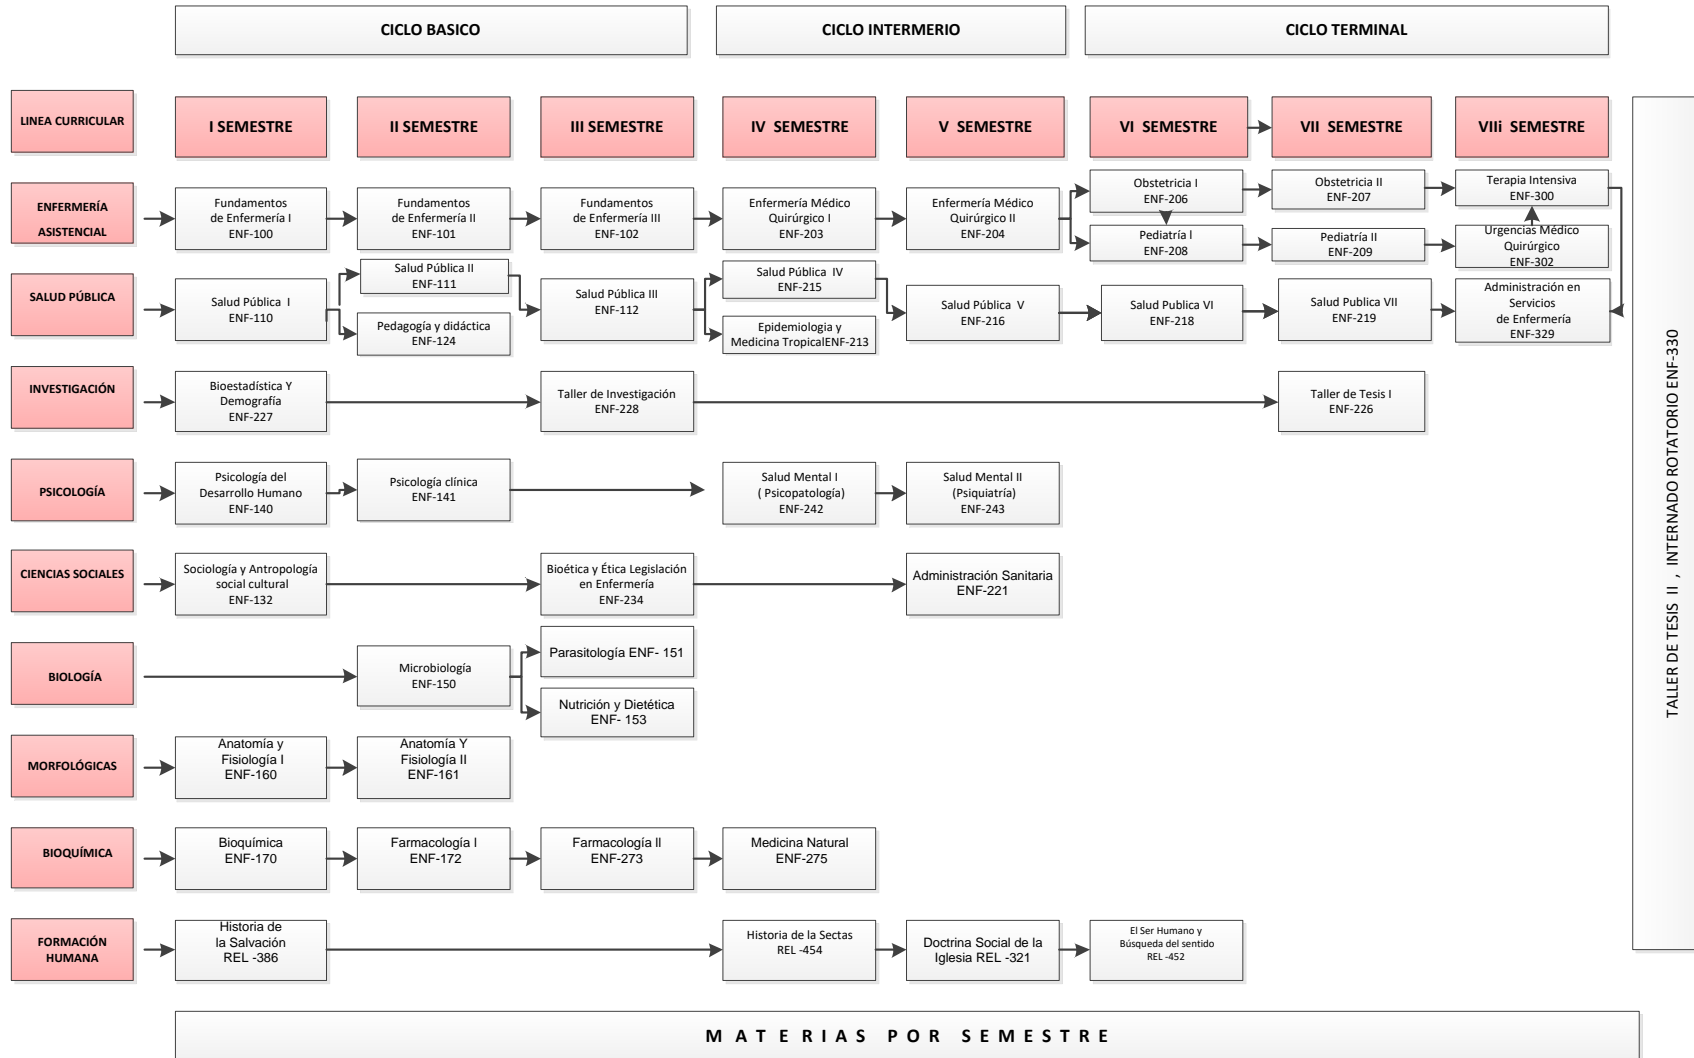 CICLO BASICO
CICLO INTERMERIO
CICLO TERMINAL
LINEA CURRICULAR
I SEMESTRE
II SEMESTRE
III SEMESTRE
IV SEMESTRE
V SEMESTRE
VI SEMESTRE
VII SEMESTRE
VIIi SEMESTRE
ENFERMERÍA
ASISTENCIAL
Fundamentos
de Enfermería I
ENF-100
Fundamentos
de Enfermería II
ENF-101
Fundamentos
de Enfermería III
ENF-102
Enfermería Médico
Quirúrgico I
ENF-203
Enfermería Médico
Quirúrgico II
ENF-204
Obstetricia I
ENF-206
Obstetricia II
ENF-207
Terapia Intensiva
ENF-300
Pediatría l
ENF-208
Pediatría II
ENF-209
Urgencias Médico
Quirúrgico
ENF-302
SALUD PÚBLICA
Salud Pública I
ENF-110
Salud Pública II
ENF-111
Pedagogía y didáctica
ENF-124
Salud Pública III
ENF-112
Salud Pública IV
ENF-215
Epidemiologia y
Medicina TropicalENF-213
Salud Pública V
ENF-216
Salud Publica VI
ENF-218
Salud Publica VII
ENF-219
Administración en
Servicios
de Enfermería
ENF-329
INVESTIGACIÓN
Bioestadística Y
Demografía
ENF-227
Taller de Investigación
ENF-228
Taller de Tesis I
ENF-226
PSICOLOGÍA
Psicología del
Desarrollo Humano
ENF-140
Psicología clínica
ENF-141
Salud Mental I
( Psicopatología)
ENF-242
Salud Mental II
(Psiquiatría)
ENF-243
CIENCIAS SOCIALES
Sociología y Antropología
social cultural
ENF-132
Bioética y Ética Legislación
en Enfermería
ENF-234
Administración Sanitaria
ENF-221
BIOLOGÍA
Microbiología
ENF-150
Parasitología ENF- 151
Nutrición y Dietética
ENF- 153
MORFOLÓGICAS
Anatomía y
Fisiología I
ENF-160
Anatomía Y
Fisiología II
ENF-161
BIOQUÍMICA
Bioquímica
ENF-170
Farmacología I
ENF-172
Farmacología II
ENF-273
Medicina Natural
ENF-275
FORMACIÓN
HUMANA
Historia de
la Salvación
REL -386
Historia de la Sectas
REL -454
Doctrina Social de la
Iglesia REL -321
El Ser Humano y
Búsqueda del sentido
REL -452
TALLER DE TESIS II , INTERNADO ROTATORIO ENF-330
MATERIAS POR SEMESTRE